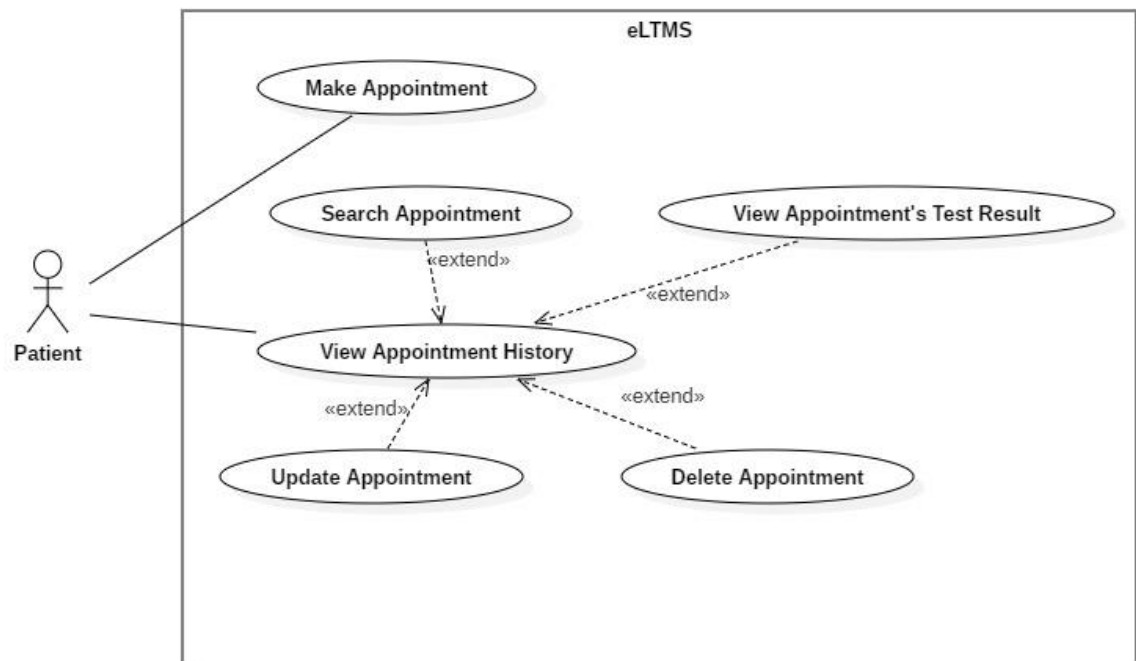 eLTMS
Make Appointment
Search Appointment
View Appointment's Test Result
«extend»
«extend»
Patient
View Appointment History
«extend»
«extend»
Update Appointment
Delete Appointment